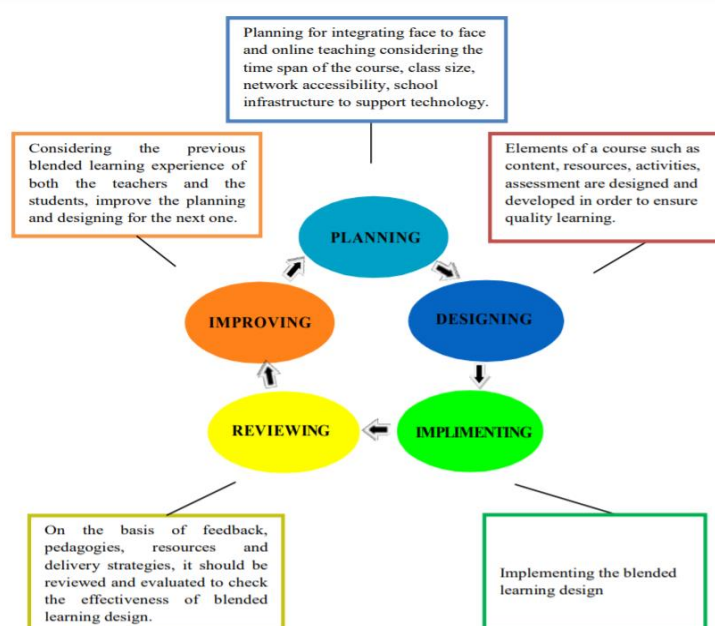 Planning for integrating face to face
and online teaching considering the
time span of the course, class size,
network accessibility, school
infrastructure to support technology.
Considering the previous
blended learning experience of
both the teachers and the
students, improve the planning
and designing for the next one.
Elements of a course such as
content, resources, activities,
assessment are designed and
developed in order to ensure
quality learning.
PLANNING
IMPROVING
DESIGNING
REVIEWING
IMPLIMENTING
On the basis of feedback,
pedagogies, resources and
delivery strategies, it should be
reviewed and evaluated to check
the effectiveness of blended
learning design.
Implementing the blended
learning design